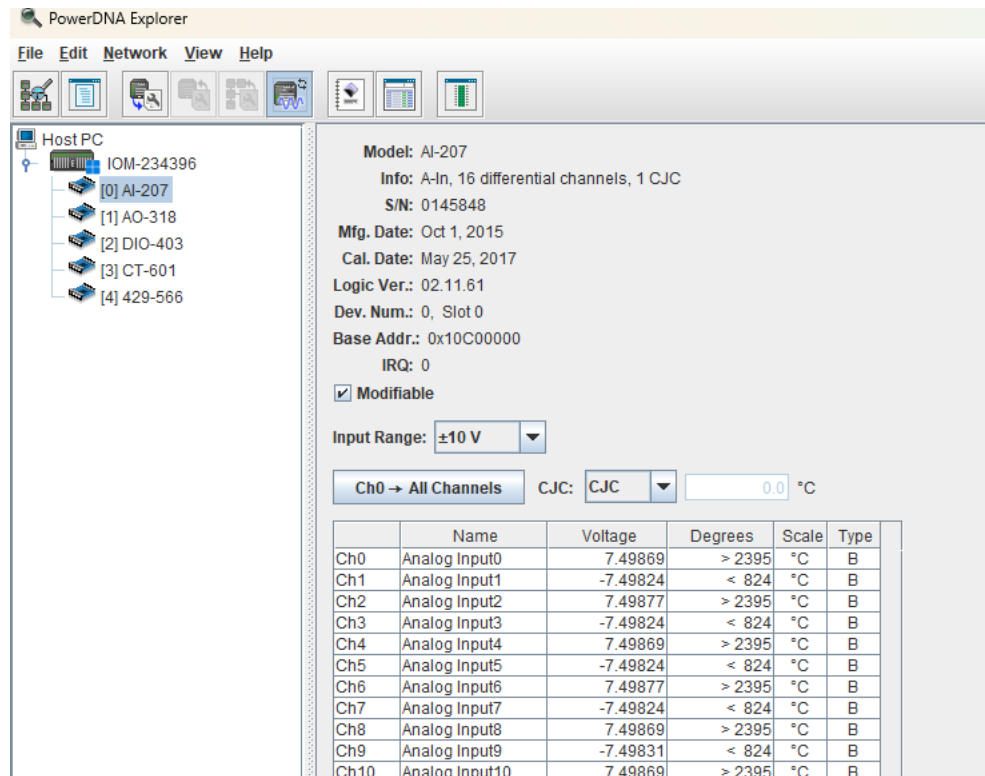 PowerDNA Explorer
File Edit Network View Help
Host PC
IOM-234396
[0] AI-207
[1] AO-318
[2] DIO-403
[3] CT-601
[4] 429-566
Model: AI-207
Info: A-In, 16 differential channels, 1 CJC
S/N: 0145848
Mfg. Date: Oct 1, 2015
Cal. Date: May 25, 2017
Logic Ver.: 02.11.61
Dev. Num.: 0, Slot 0
Base Addr.: 0x10C00000
IRQ: 0
Modifiable
Input Range: ±10 V
Ch0 → All Channels CJC: CJC 0.0 °C
Name Voltage Degrees Scale Type
Ch0 Analog Input0 7.49869 > 2395 °C B
Ch1 Analog Input1 -7.49824 < 824 °C B
Ch2 Analog Input2 7.49877 > 2395 °C B
Ch3 Analog Input3 -7.49824 < 824 °C B
Ch4 Analog Input4 7.49869 > 2395 °C B
Ch5 Analog Input5 -7.49824 < 824 °C B
Ch6 Analog Input6 7.49877 > 2395 °C B
Ch7 Analog Input7 -7.49824 < 824 °C B
Ch8 Analog Input8 7.49869 > 2395 °C B
Ch9 Analog Input9 -7.49831 < 824 °C B
Ch10 Analog Input10 7.49869 > 2395 °C B